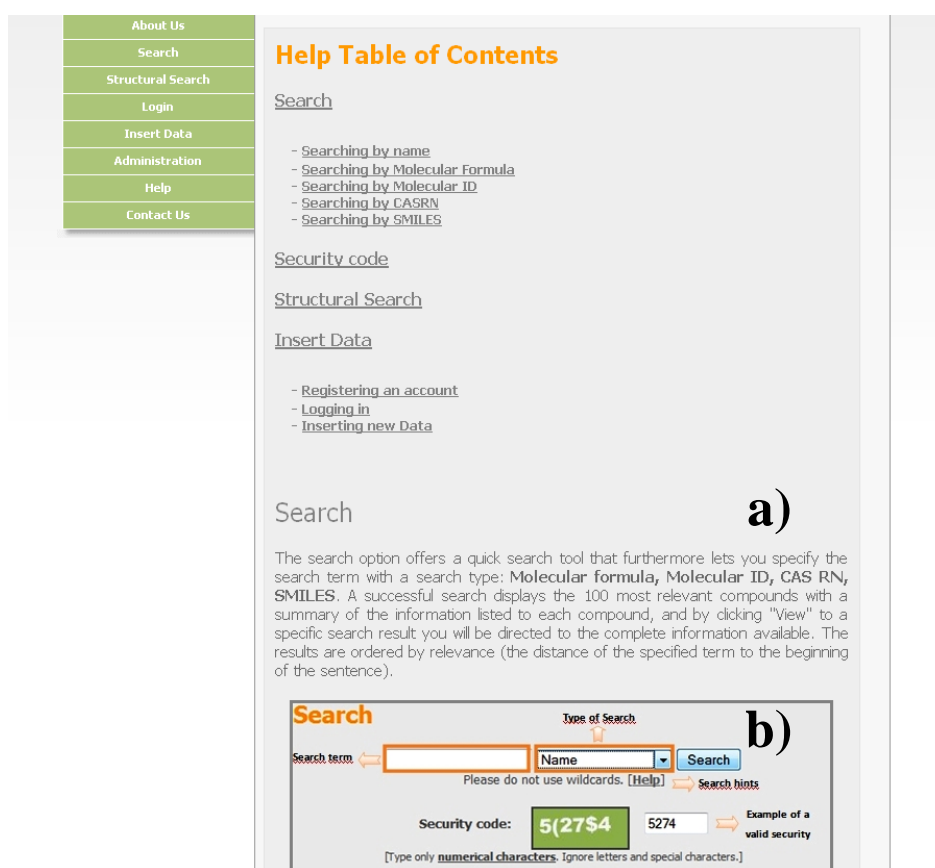 About Us
Search
Structural Search
Login
Insert Data
Administration
Help
Contact Us
Help Table of Contents
Search
- Searching by name
- Searching by Molecular Formula
- Searching by Molecular ID
- Searching by CASRN
- Searching by SMILES
Security code
Structural Search
Insert Data
- Registering an account
- Logging in
- Inserting new Data
a)
Search
The search option offers a quick search tool that furthermore lets you specify the
search term with a search type: Molecular formula, Molecular ID, CAS RN,
SMILES. A successful search displays the 100 most relevant compounds with a
summary of the information listed to each compound, and by clicking "View" to a
specific search result you will be directed to the complete information available. The
results are ordered by relevance (the distance of the specified term to the beginning
of the sentence).
b)
Search
Type of Search
Search term
Name
Search
Please do not use wildcards. [Help]
Search hints
Security code:
5(27$4
5274
Example of a
valid security
[Type only numerical characters. Ignore letters and special characters.]